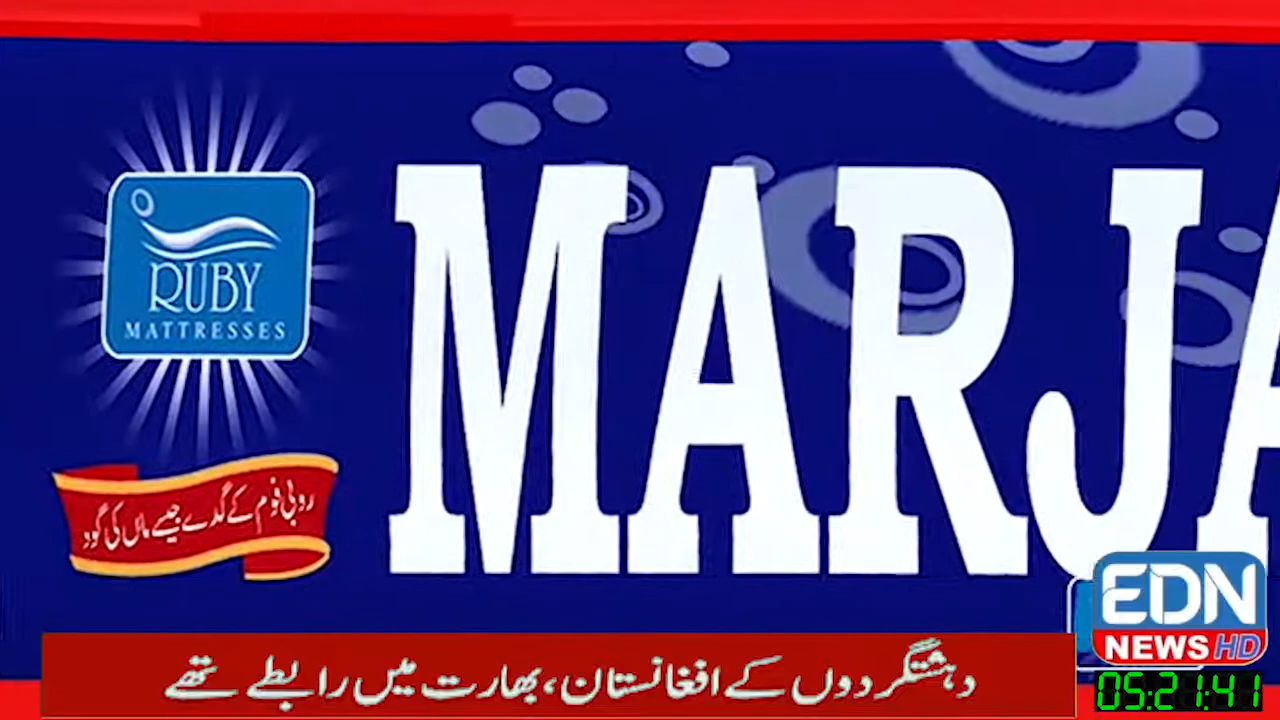 RUBY
MATTRESSES
MARJA
روبی فوم کے گدے جیسے ماں کی گود
EDN
NEWS HD
دہشتگردوں کے افغانستان، بھارت میں رابطے تھے
05:21:41